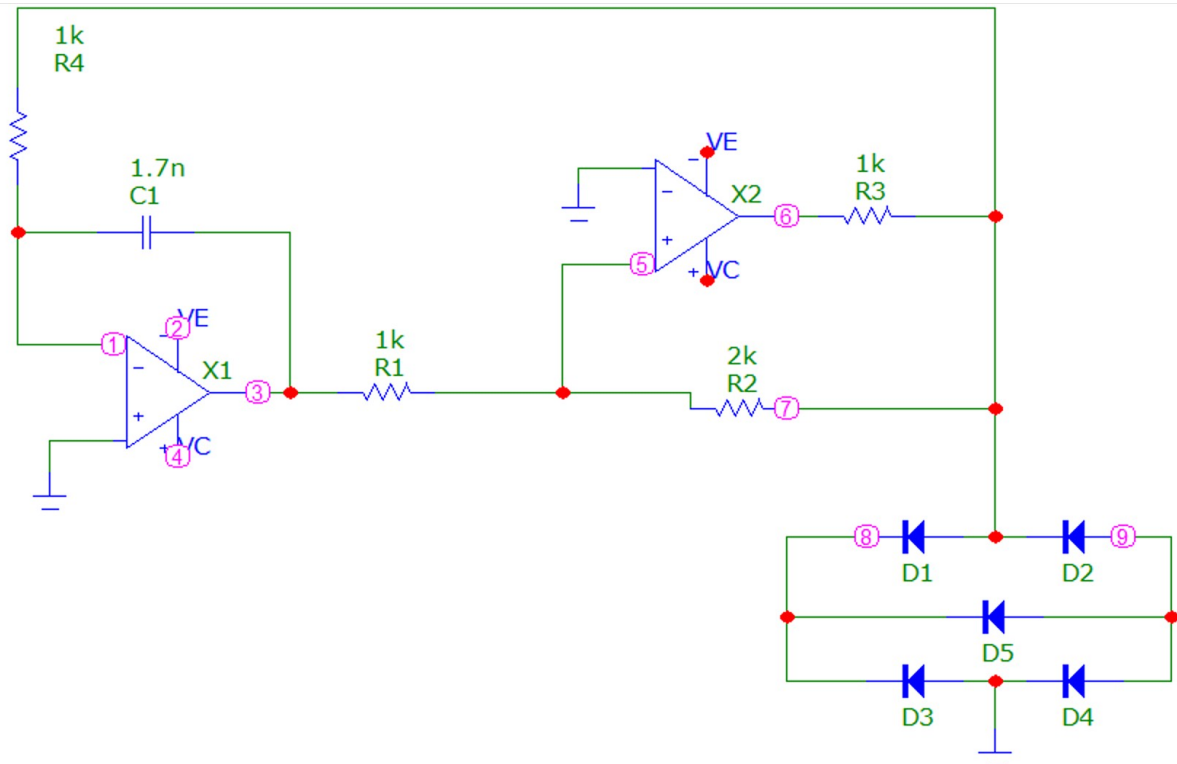 1k
R4
1.7n
C1
VE
−
X2
−
+
5
6
1k
R3
+
VC
2
VE
−
1
X1
−
+
3
4
VC
+
1k
R1
2k
R2
7
8
9
D1
D2
D5
D3
D4